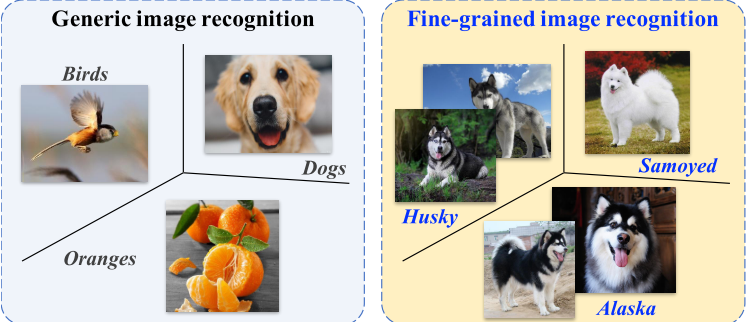 Generic image recognition
Birds
Dogs
Oranges
Fine-grained image recognition
Samoyed
Husky
Alaska